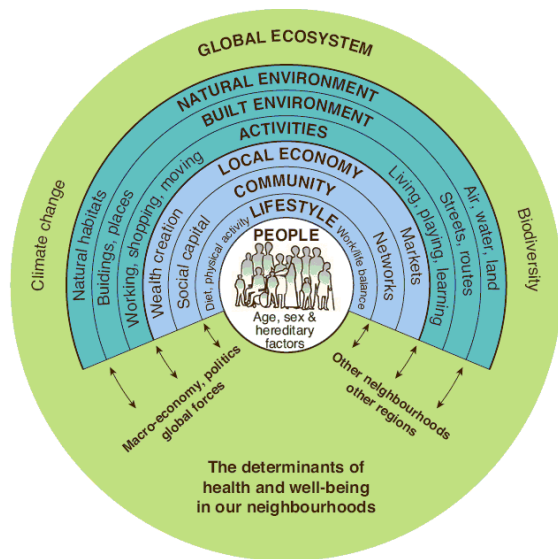 GLOBAL ECOSYSTEM
NATURAL ENVIRONMENT
BUILT ENVIRONMENT
ACTIVITIES
LOCAL ECONOMY
COMMUNITY
LIFESTYLE
PEOPLE
Age, sex &
hereditary
factors
Climate change
Natural habitats
Buidings, places
Working, shopping, moving
Wealth creation
Social capital
Diet, physical activity
Work/life balance
Networks
Markets
Living, playing, learning
Streets, routes
Air, water, land
Biodiversity
Macro-economy, politics
global forces
Other neighbourhoods
other regions
The determinants of
health and well-being
in our neighbourhoods